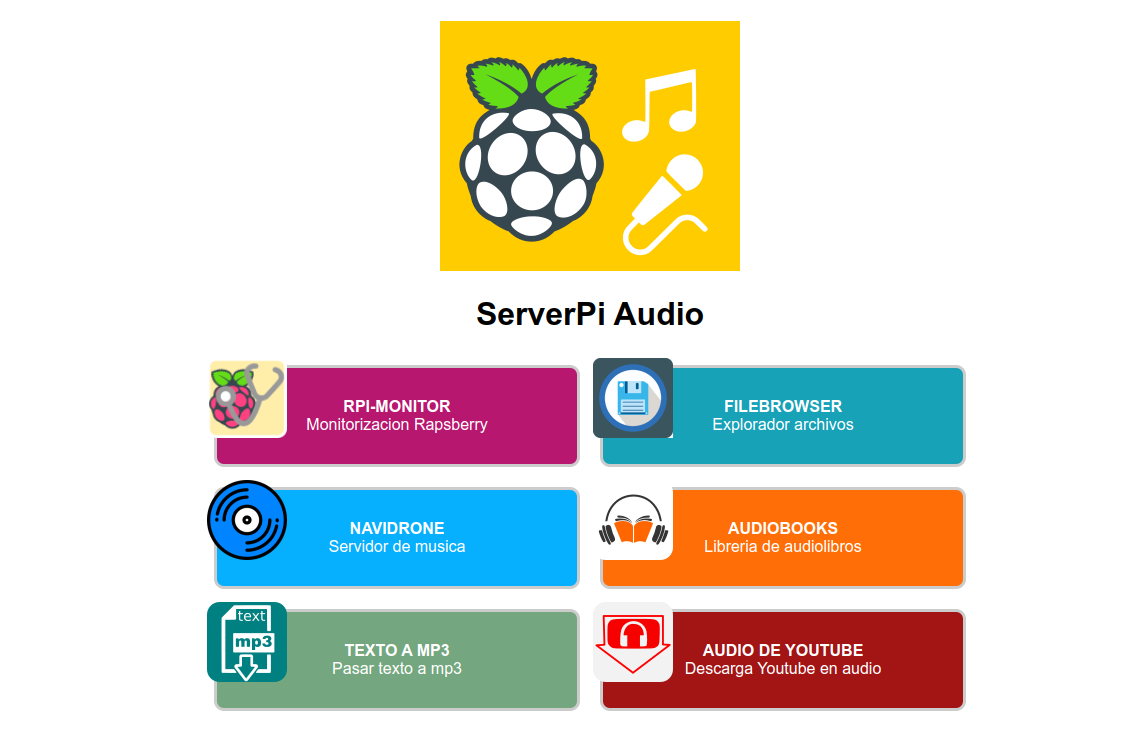 ServerPi Audio
RPI-MONITOR
Monitorizacion Rapsberry
FILEBROWSER
Explorador archivos
NAVIDRONE
Servidor de musica
AUDIOBOOKS
Libreria de audiolibros
text
mp3
TEXTO A MP3
Pasar texto a mp3
AUDIO DE YOUTUBE
Descarga Youtube en audio